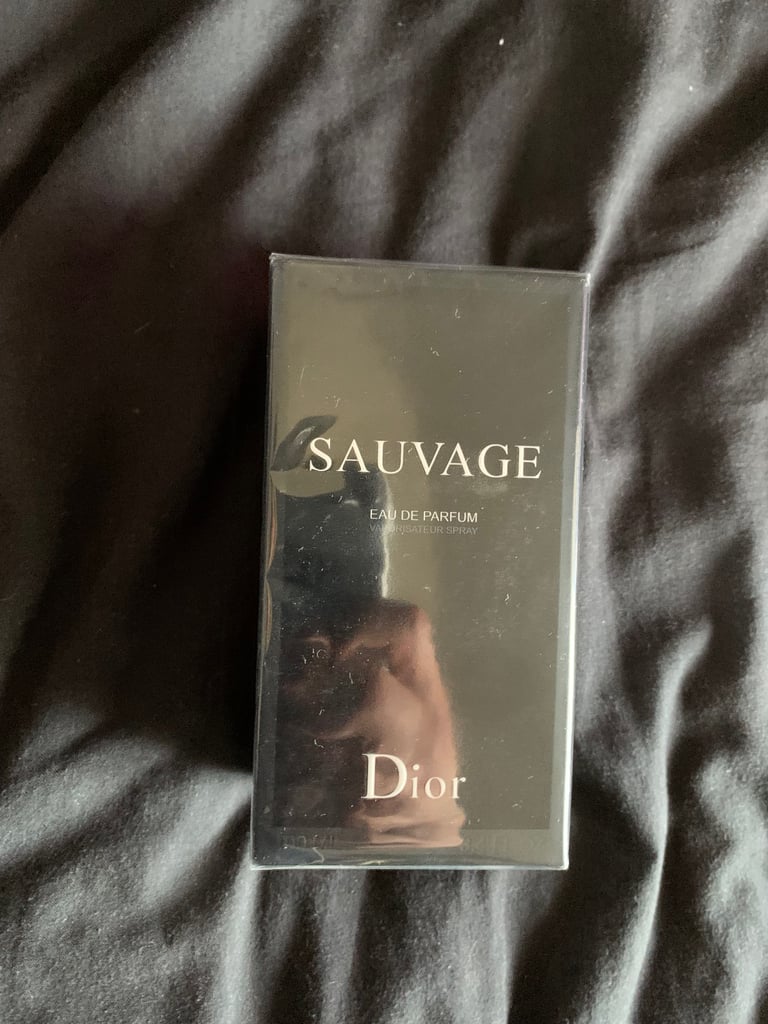 SAUVAGE
EAU DE PARFUM
VAPORISATEUR SPRAY
Dior